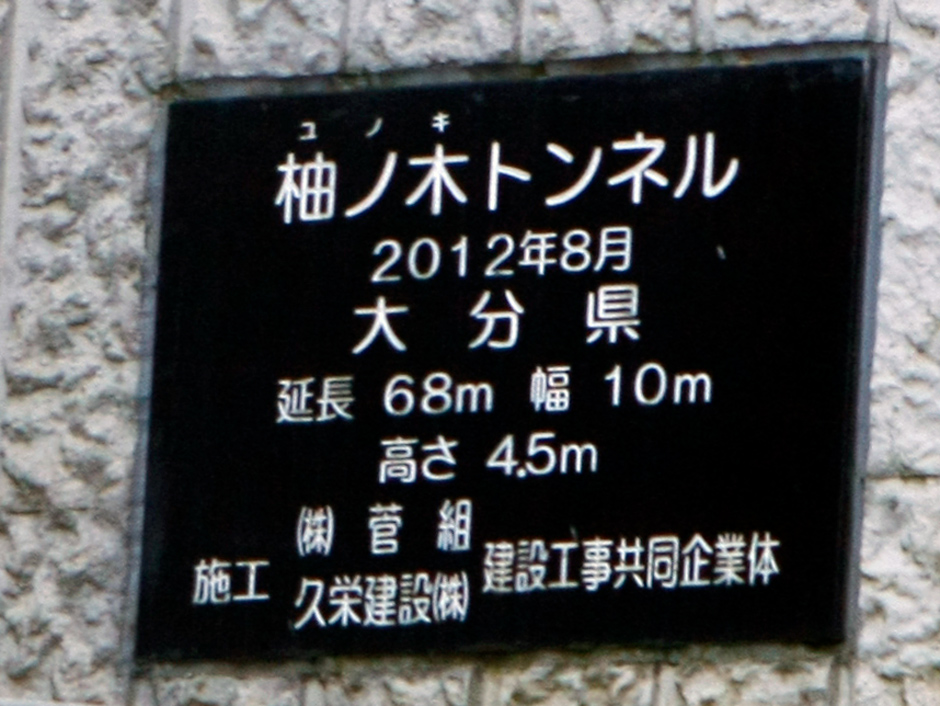 ユノキ
柚ノ木トンネル
2012年8月
大分県
延長 68m 幅 10m
高さ 4.5m
施工 ㈱菅組 久栄建設㈱ 建設工事共同企業体